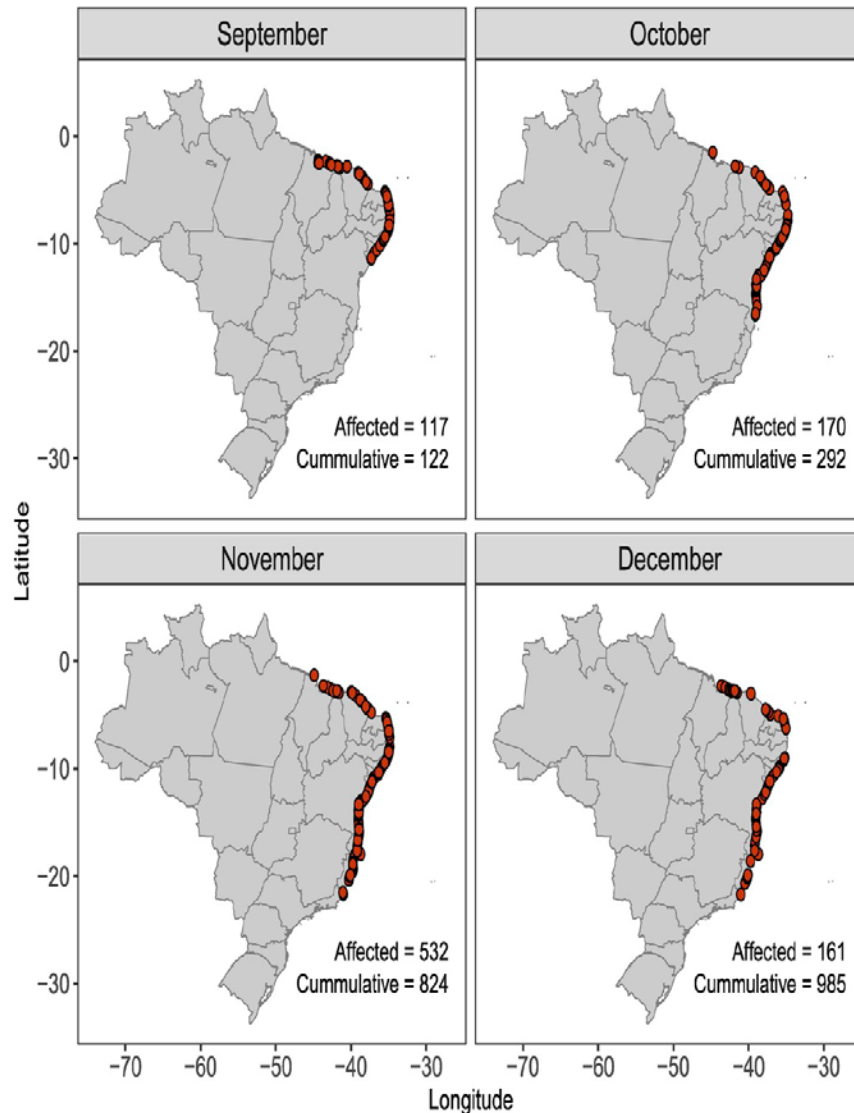 September
October
0
−10
−20
−30
Affected = 117
Cummulative = 122
Affected = 170
Cummulative = 292
Latitude
November
December
0
−10
−20
−30
Affected = 532
Cummulative = 824
Affected = 161
Cummulative = 985
−70 −60 −50 −40 −30 −70 −60 −50 −40 −30
Longitude